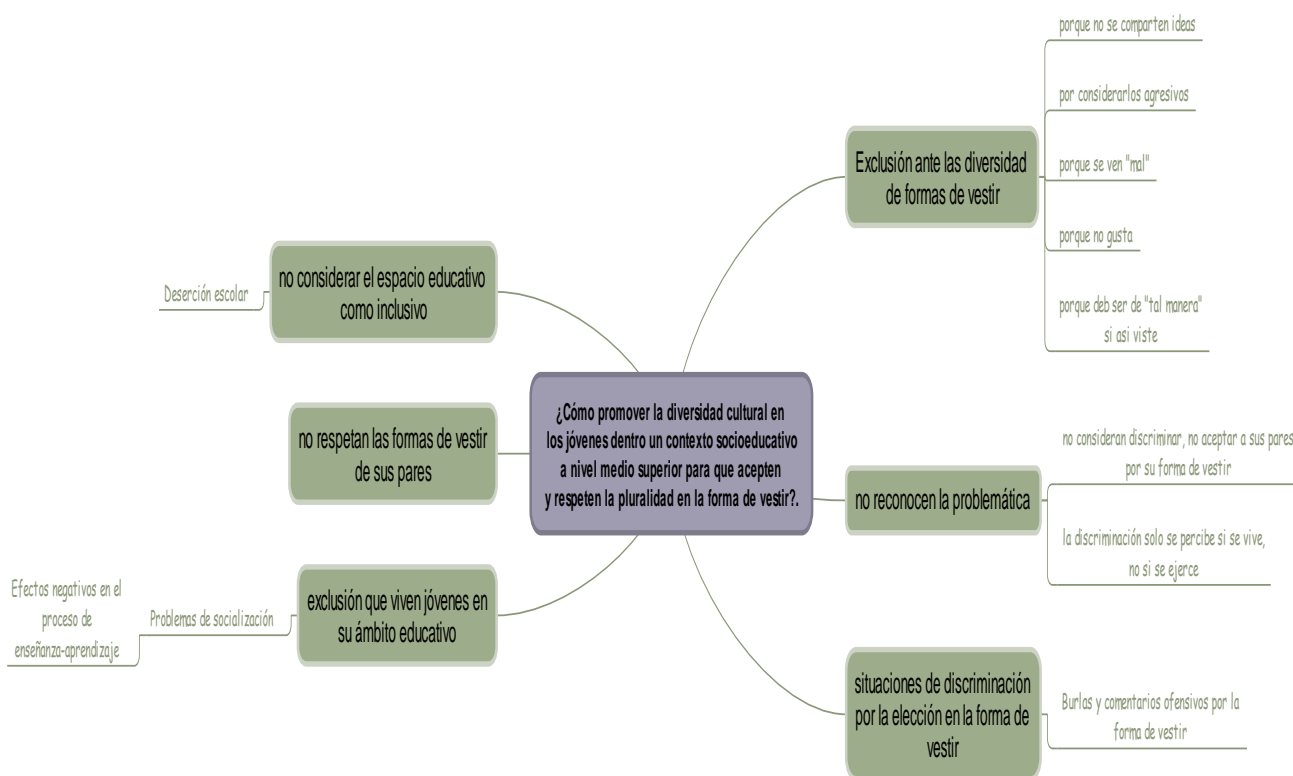 ¿Cómo promover la diversidad cultural en
los jóvenes dentro un contexto socioeducativo
a nivel medio superior para que acepten
y respeten la pluralidad en la forma de vestir?.
Exclusión ante las diversidad
de formas de vestir
porque no se comparten ideas
por considerarlos agresivos
porque se ven "mal"
porque no gusta
porque deb ser de "tal manera"
si asi viste
no reconocen la problemática
no consideran discriminar, no aceptar a sus pares
por su forma de vestir
la discriminación solo se percibe si se vive,
no si se ejerce
situaciones de discriminación
por la elección en la forma de
vestir
Burlas y comentarios ofensivos por la
forma de vestir
no considerar el espacio educativo
como inclusivo
Deserción escolar
no respetan las formas de vestir
de sus pares
exclusión que viven jóvenes en
su ámbito educativo
Problemas de socialización
Efectos negativos en el
proceso de
enseñanza-aprendizaje